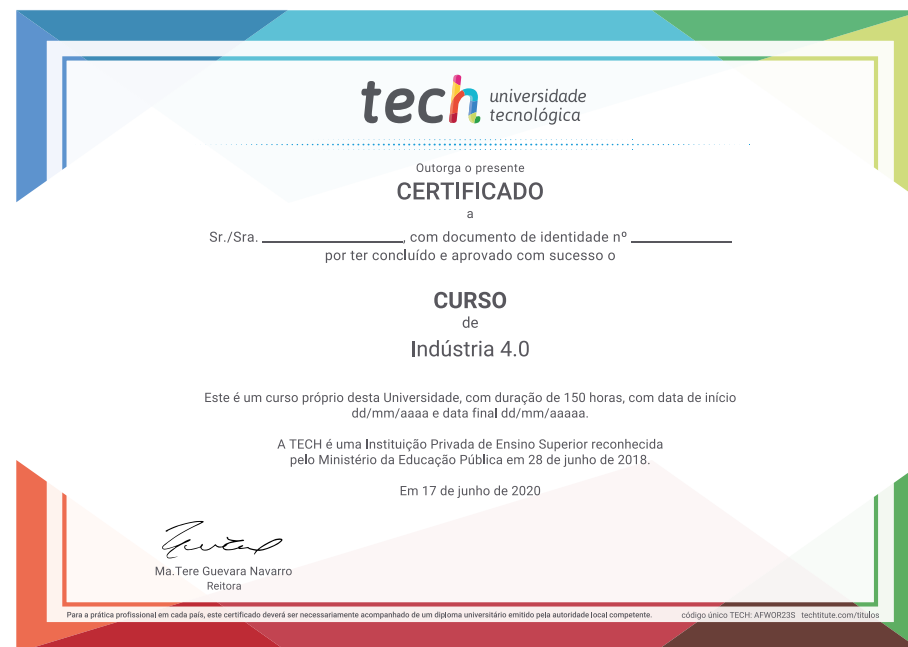 tech universidade
tecnológica
Outorga o presente
CERTIFICADO
a
Sr./Sra. ____________, com documento de identidade nº ____________
por ter concluído e aprovado com sucesso o
CURSO
de
Indústria 4.0
Este é um curso próprio desta Universidade, com duração de 150 horas, com data de início
dd/mm/aaaa e data final dd/mm/aaaaa.
A TECH é uma Instituição Privada de Ensino Superior reconhecida
pelo Ministério da Educação Pública em 28 de junho de 2018.
Em 17 de junho de 2020
Ma.Tere Guevara Navarro
Reitora
Para a prática profissional em cada país, este certificado deverá ser necessariamente acompanhado de um diploma universitário emitido pela autoridade local competente. código único TECH: AFWOR23S techtitute.com/titulos